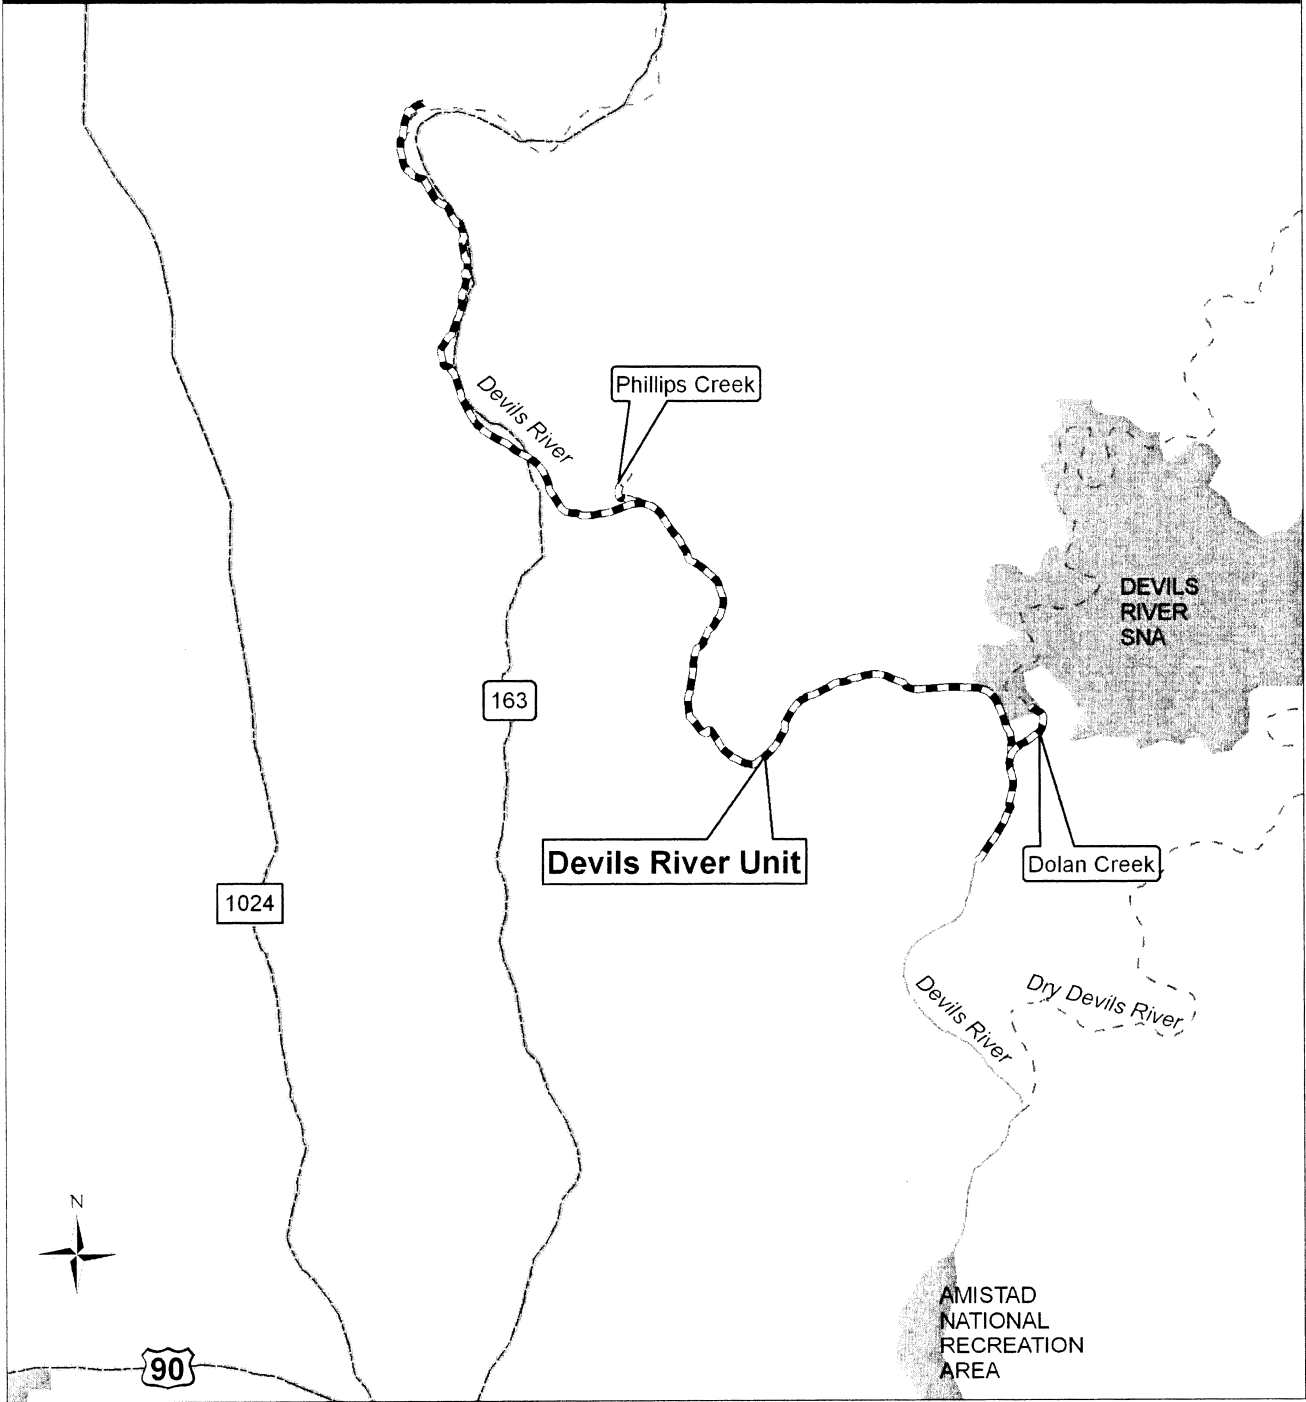 Devils River
Phillips Creek
DEVILS
RIVER
SNA
163
Devils River Unit
Dolan Creek
1024
Devils River
Dry Devils River
N
AMISTAD
NATIONAL
RECREATION
AREA
90